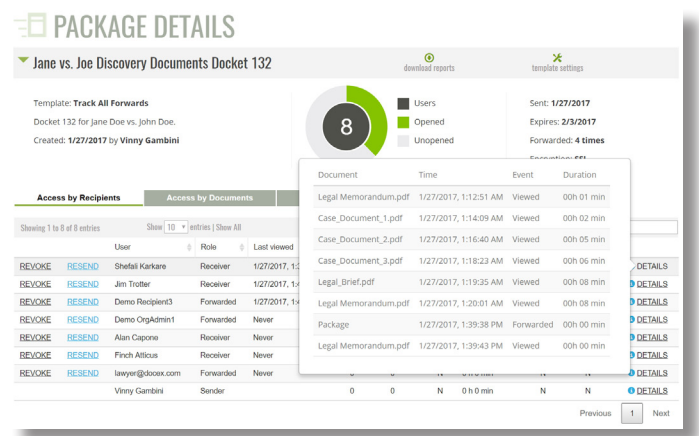 PACKAGE DETAILS
Jane vs. Joe Discovery Documents Docket 132
download reports
template settings
Template: Track All Forwards
Docket 132 for Jane Doe vs. John Doe.
Created: 1/27/2017 by Vinny Gambini
8
Users
Opened
Unopened
Sent: 1/27/2017
Expires: 2/3/2017
Forwarded: 4 times
Encryption: SSL
Document Time Event Duration
Legal Memorandum.pdf 1/27/2017, 1:12:51 AM Viewed 00h 01 min
Case_Document_1.pdf 1/27/2017, 1:14:09 AM Viewed 00h 02 min
Case_Document_2.pdf 1/27/2017, 1:16:40 AM Viewed 00h 05 min
Case_Document_3.pdf 1/27/2017, 1:18:23 AM Viewed 00h 06 min
Legal_Brief.pdf 1/27/2017, 1:19:35 AM Viewed 00h 08 min
Legal Memorandum.pdf 1/27/2017, 1:20:01 AM Viewed 00h 08 min
Package 1/27/2017, 1:39:38 PM Forwarded 00h 00 min
Legal Memorandum.pdf 1/27/2017, 1:39:43 PM Viewed 00h 00 min
Access by Recipients
Access by Documents
Showing 1 to 8 of 8 entries
Show 10 entries | Show All
User Role Last viewed
REVOKE RESEND Shefali Karkare Receiver 1/27/2017, DETAILS
REVOKE RESEND Jim Trotter Receiver 1/27/2017, DETAILS
REVOKE RESEND Demo Recipient3 Forwarded 1/27/2017, DETAILS
REVOKE RESEND Demo OrgAdmin1 Forwarded Never DETAILS
REVOKE RESEND Alan Capone Receiver Never DETAILS
REVOKE RESEND Finch Atticus Receiver Never DETAILS
REVOKE RESEND lawyer@docex.com Forwarded Never 0 0 N 0 h 0 min N N DETAILS
Vinny Gambini Sender 0 0 N 0 h 0 min N N DETAILS
Previous 1 Next